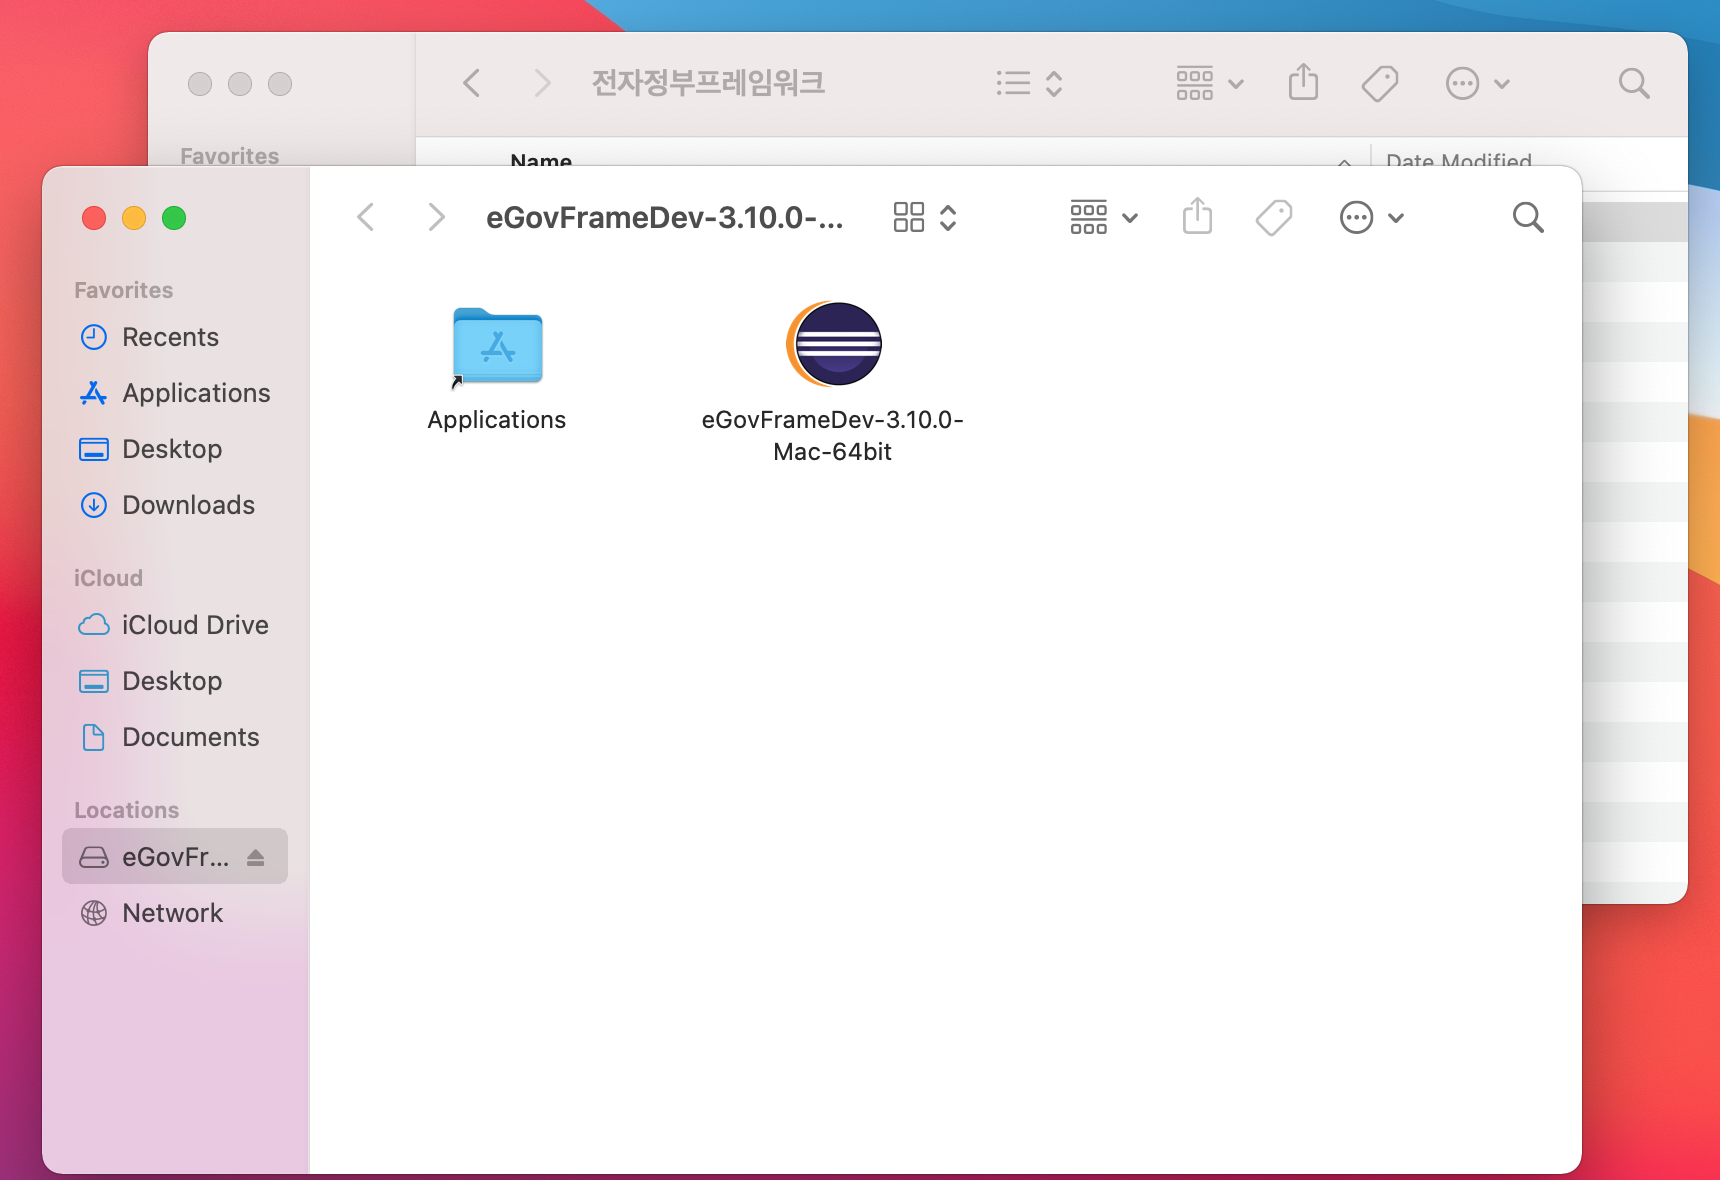 전자정부프레임워크
Favorites
Name
Date Modified
eGovFrameDev-3.10.0-...
Favorites
Recents
Applications
Desktop
Downloads
iCloud
iCloud Drive
Desktop
Documents
Locations
eGovFr...
Network
Applications
eGovFrameDev-3.10.0-
Mac-64bit